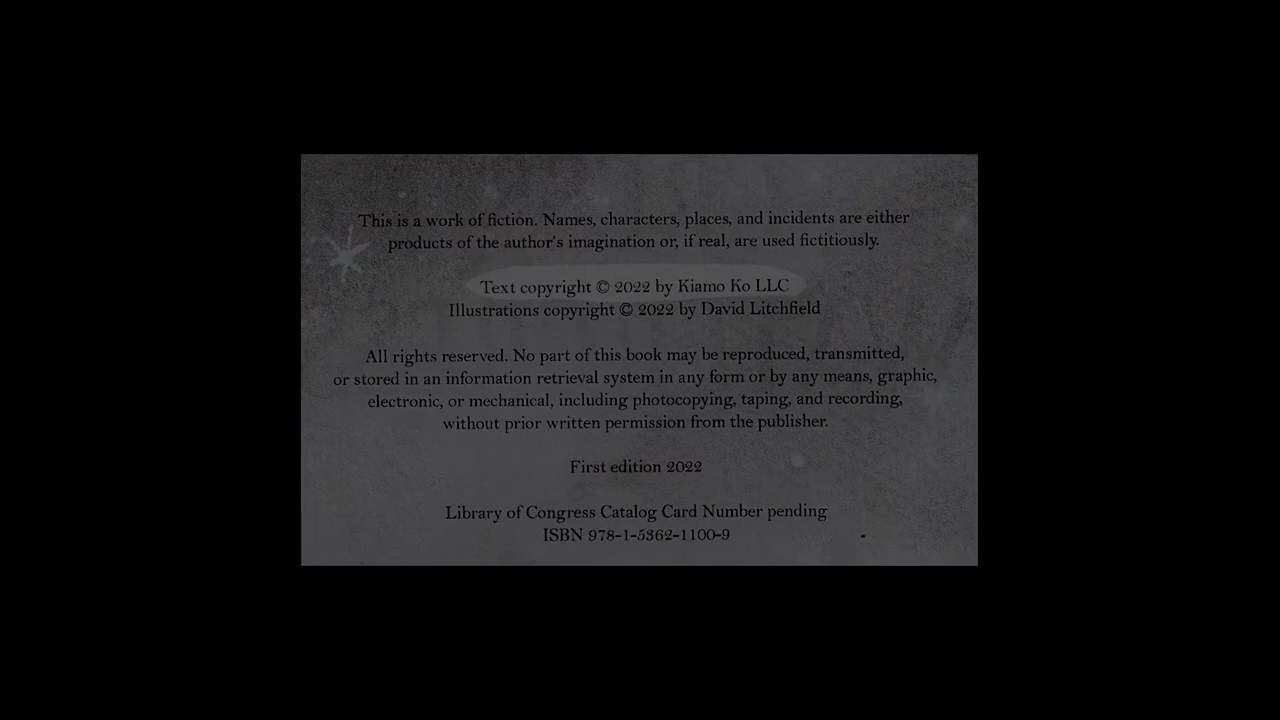 This is a work of fiction. Names, characters, places, and incidents are either
products of the author's imagination or, if real, are used fictitiously.
Text copyright © 2022 by Kiamo Ko LLC
Illustrations copyright © 2022 by David Litchfield
All rights reserved. No part of this book may be reproduced, transmitted,
or stored in an information retrieval system in any form or by any means, graphic,
electronic, or mechanical, including photocopying, taping, and recording,
without prior written permission from the publisher.
First edition 2022
Library of Congress Catalog Card Number pending
ISBN 978-1-5362-1100-9